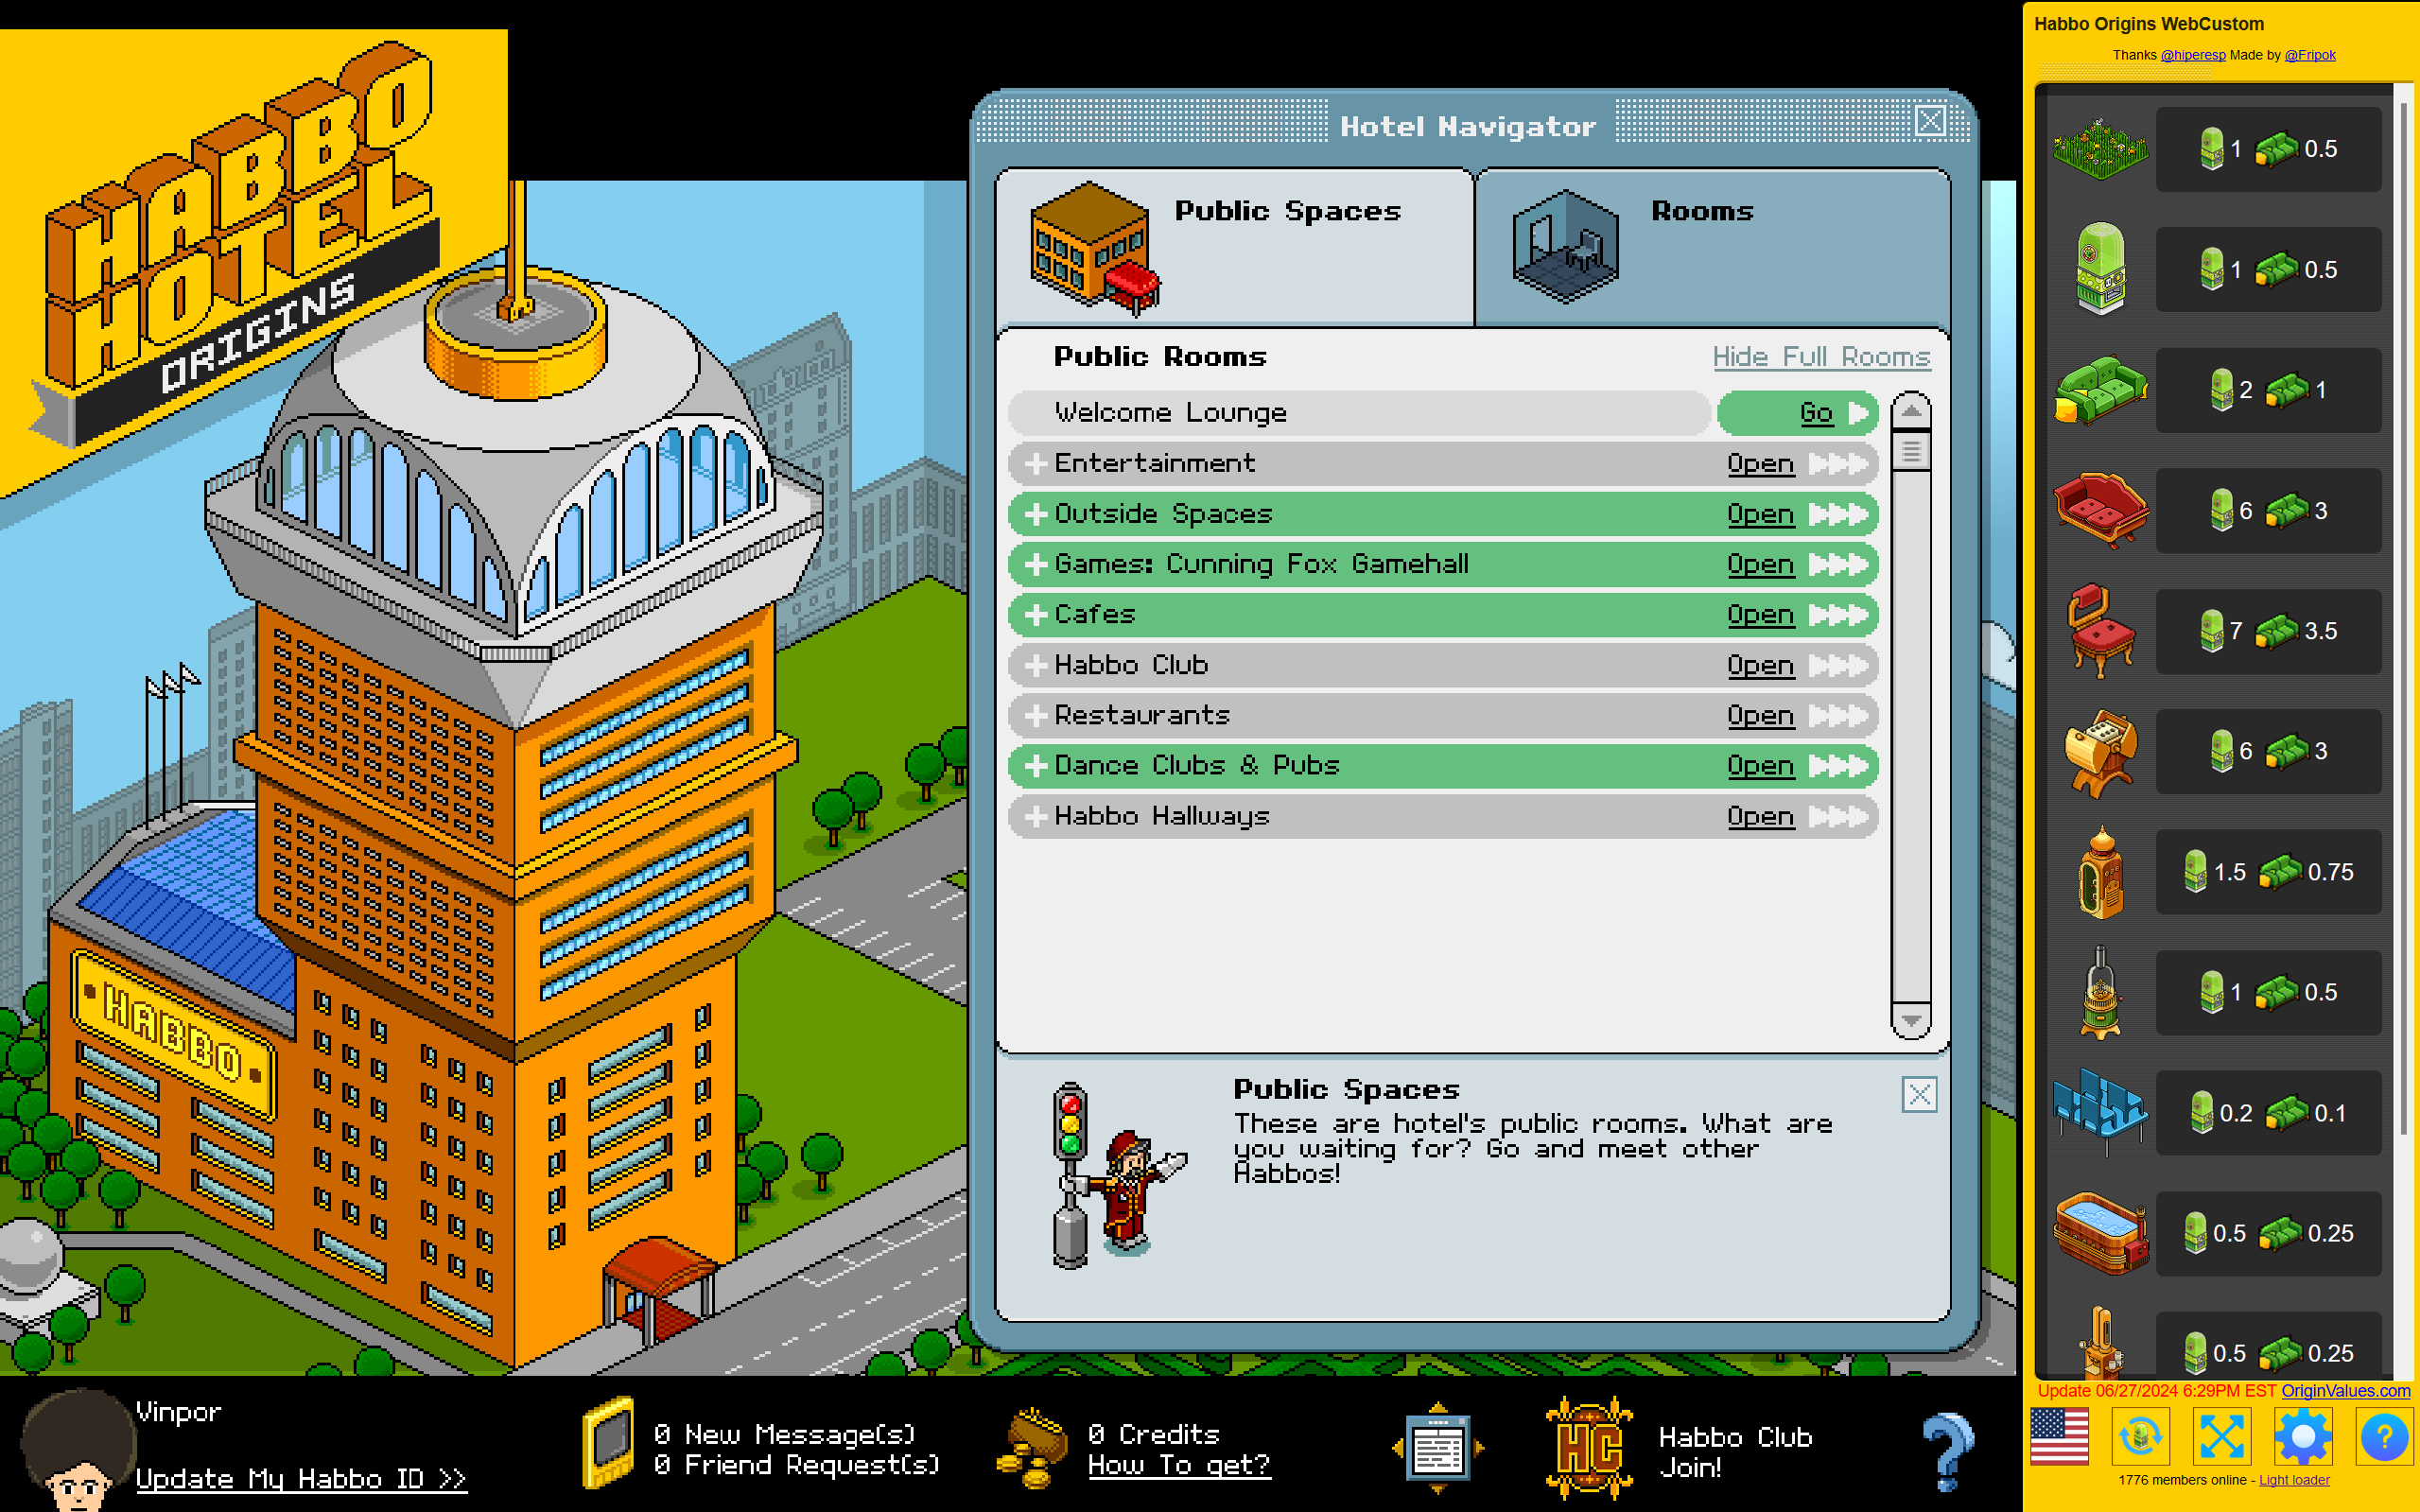 HABBO
HOTEL
ORIGINS
HABBO
Hotel Navigator
Public Spaces
Rooms
Public Rooms
Hide Full Rooms
Welcome Lounge
Go
Entertainment
Open
Outside Spaces
Open
Games: Cunning Fox Gamehall
Open
Cafes
Open
Habbo Club
Open
Restaurants
Open
Dance Clubs & Pubs
Open
Habbo Hallways
Open
Public Spaces
These are hotel's public rooms. What are
you waiting for? Go and meet other
Habbos!
Vinpor
Update My Habbo ID >>
0 New Message(s)
0 Friend Request(s)
0 Credits
How To get?
HC
Habbo Club
Join!
Habbo Origins WebCustom
Thanks @hiperesp Made by @Fripok
1 0.5
1 0.5
2 1
6 3
7 3.5
6 3
1.5 0.75
1 0.5
0.2 0.1
0.5 0.25
0.5 0.25
Update 06/27/2024 6:29PM EST OriginValues.com
1776 members online - Light loader